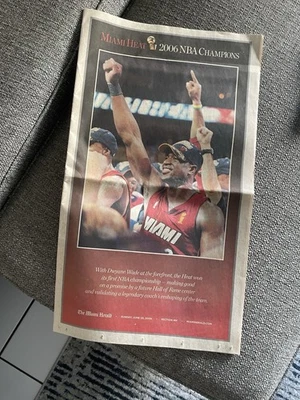 MIAMI HEAT 2006 NBA CHAMPIONS
MIAMI
With Dwyane Wade at the forefront, the Heat won
its first NBA championship — making good
on a promise by a future Hall of Fame center
and validating a legendary coach's reshaping of the team.
The Miami Herald